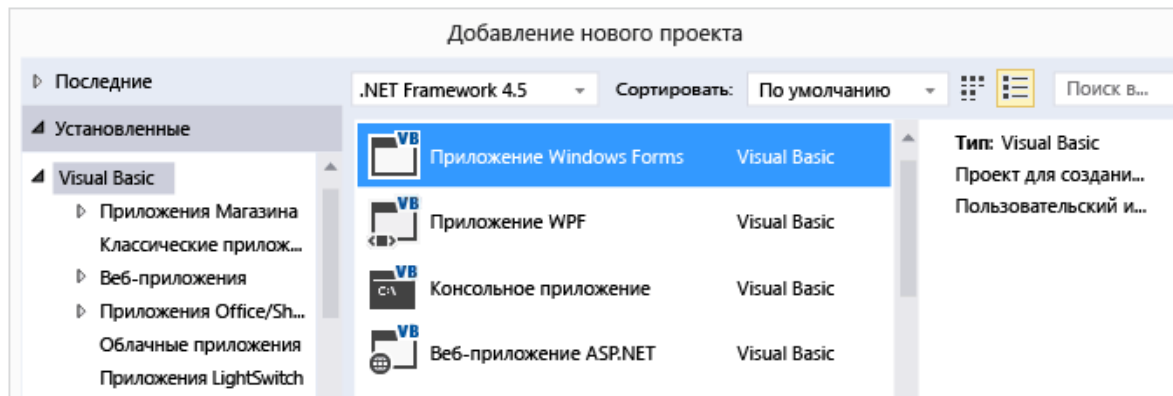 Добавление нового проекта
Последние
Установленные
Visual Basic
Приложения Магазина
Классические прилож...
Веб-приложения
Приложения Office/Sh...
Облачные приложения
Приложения LightSwitch
.NET Framework 4.5
Сортировать:
По умолчанию
Поиск в...
VB
Приложение Windows Forms
Visual Basic
VB
Приложение WPF
Visual Basic
VB
C:\
Консольное приложение
Visual Basic
VB
Веб-приложение ASP.NET
Visual Basic
Тип: Visual Basic
Проект для создани...
Пользовательский и...